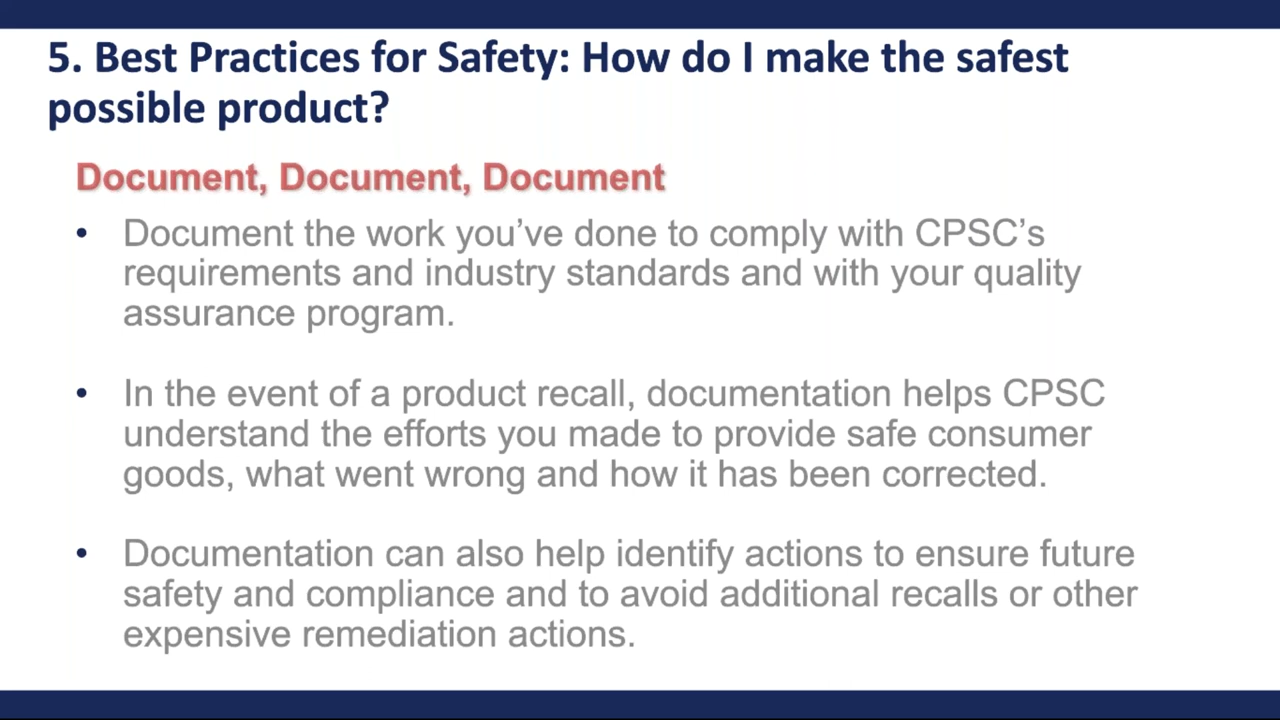 5. Best Practices for Safety: How do I make the safest
possible product?
Document, Document, Document
• Document the work you’ve done to comply with CPSC’s
requirements and industry standards and with your quality
assurance program.
• In the event of a product recall, documentation helps CPSC
understand the efforts you made to provide safe consumer
goods, what went wrong and how it has been corrected.
• Documentation can also help identify actions to ensure future
safety and compliance and to avoid additional recalls or other
expensive remediation actions.